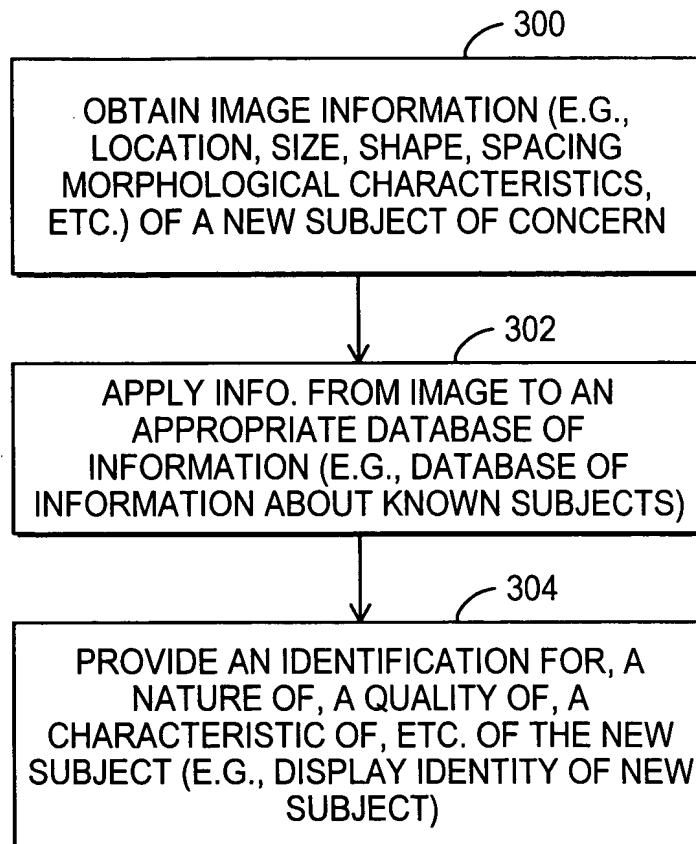 300
OBTAIN IMAGE INFORMATION (E.G.,
LOCATION, SIZE, SHAPE, SPACING
MORPHOLOGICAL CHARACTERISTICS,
ETC.) OF A NEW SUBJECT OF CONCERN
302
APPLY INFO. FROM IMAGE TO AN
APPROPRIATE DATABASE OF
INFORMATION (E.G., DATABASE OF
INFORMATION ABOUT KNOWN SUBJECTS)
304
PROVIDE AN IDENTIFICATION FOR, A
NATURE OF, A QUALITY OF, A
CHARACTERISTIC OF, ETC. OF THE NEW
SUBJECT (E.G., DISPLAY IDENTITY OF NEW
SUBJECT)